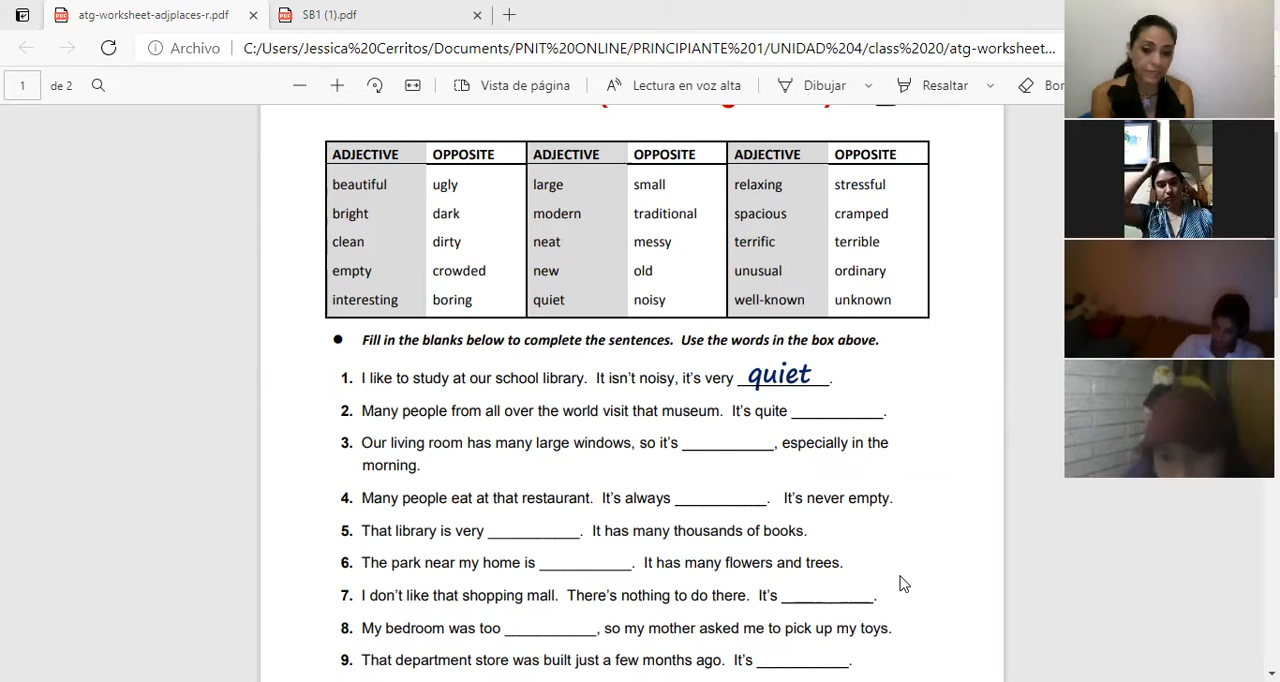 atg-worksheet-adjplaces-r.pdf
SB1 (1).pdf
Archivo C:/Users/Jessica%20Cerritos/Documents/PNIT%20ONLINE/PRINCIPIANTE%201/UNIDAD%204/class%2020/atg-worksheet...
1 de 2 Vista de página Lectura en voz alta Dibujar Resaltar Bor
ADJECTIVE OPPOSITE ADJECTIVE OPPOSITE ADJECTIVE OPPOSITE
beautiful ugly large small relaxing stressful
bright dark modern traditional spacious cramped
clean dirty neat messy terrific terrible
empty crowded new old unusual ordinary
interesting boring quiet noisy well-known unknown
● Fill in the blanks below to complete the sentences. Use the words in the box above.
1. I like to study at our school library. It isn't noisy, it's very quiet.
2. Many people from all over the world visit that museum. It's quite ___________.
3. Our living room has many large windows, so it's ___________, especially in the
morning.
4. Many people eat at that restaurant. It's always ___________. It's never empty.
5. That library is very ___________. It has many thousands of books.
6. The park near my home is ___________. It has many flowers and trees.
7. I don't like that shopping mall. There's nothing to do there. It's ___________.
8. My bedroom was too ___________, so my mother asked me to pick up my toys.
9. That department store was built just a few months ago. It's ___________.